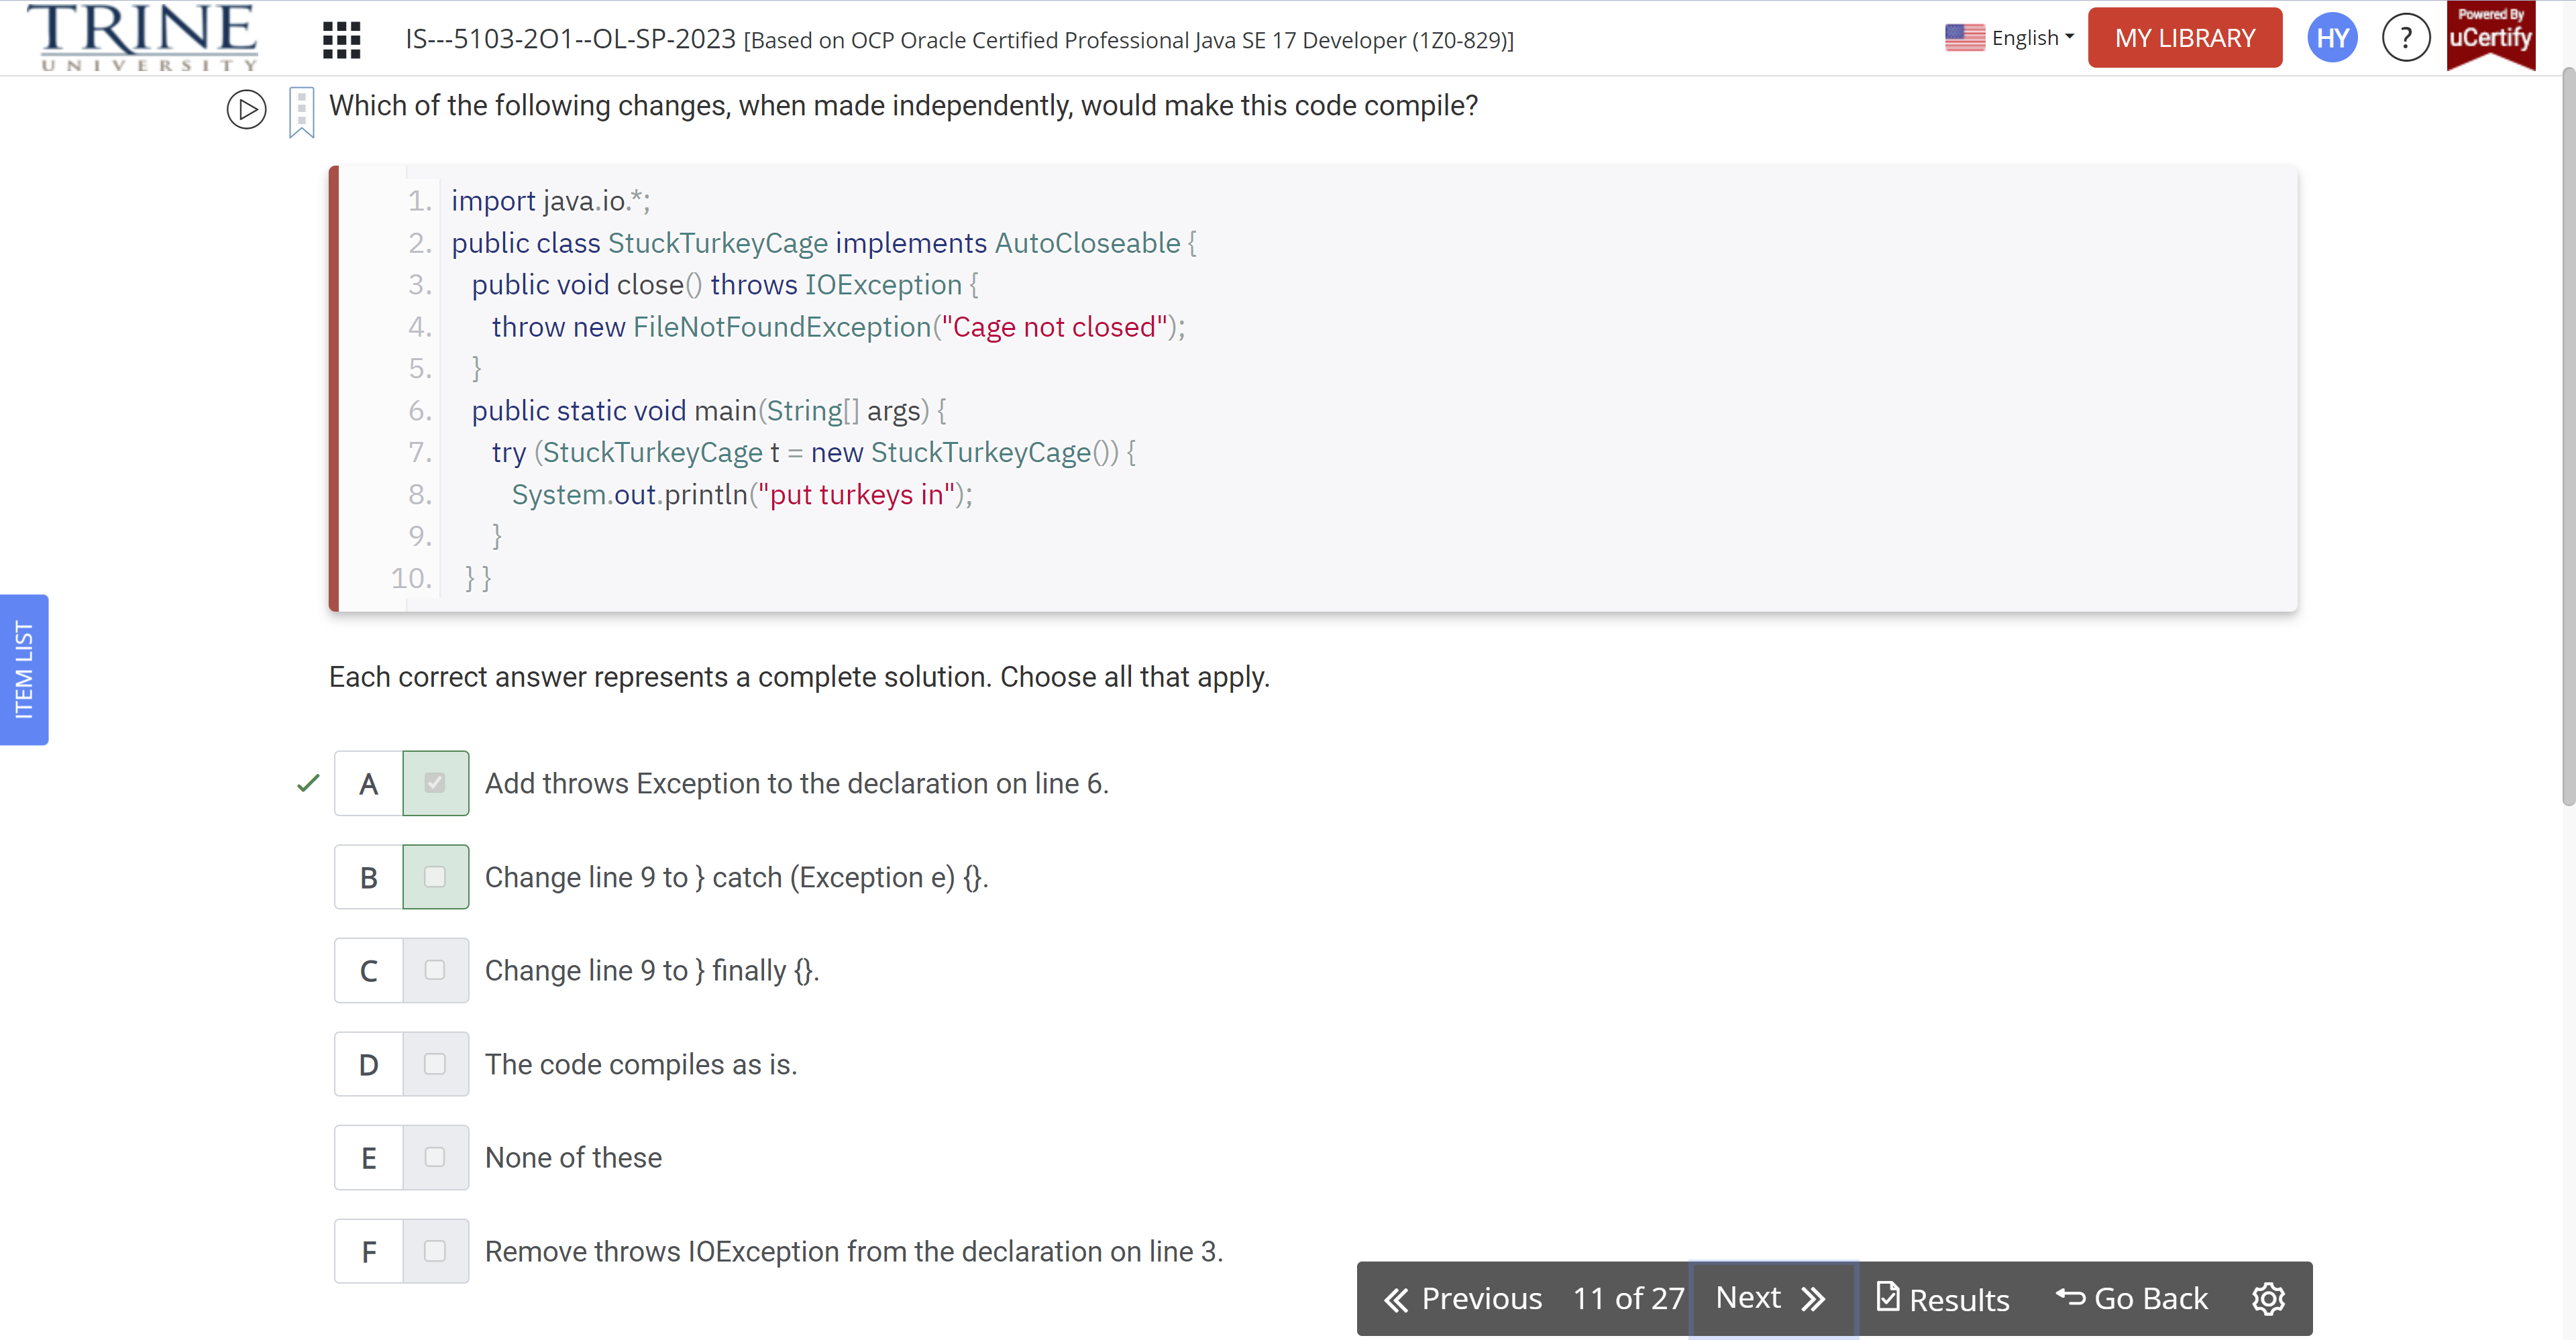 TRINE
UNIVERSITY
IS---5103-2O1--OL-SP-2023 [Based on OCP Oracle Certified Professional Java SE 17 Developer (1Z0-829)]
English
MY LIBRARY
HY
?
Powered By
uCertify
Which of the following changes, when made independently, would make this code compile?
1. import java.io.*;
2. public class StuckTurkeyCage implements AutoCloseable {
3. public void close() throws IOException {
4. throw new FileNotFoundException("Cage not closed");
5. }
6. public static void main(String[] args) {
7. try (StuckTurkeyCage t = new StuckTurkeyCage()) {
8. System.out.println("put turkeys in");
9. }
10. } }
ITEM LIST
Each correct answer represents a complete solution. Choose all that apply.
A Add throws Exception to the declaration on line 6.
B Change line 9 to } catch (Exception e) {}.
C Change line 9 to } finally {}.
D The code compiles as is.
E None of these
F Remove throws IOException from the declaration on line 3.
Previous 11 of 27 Next Results Go Back